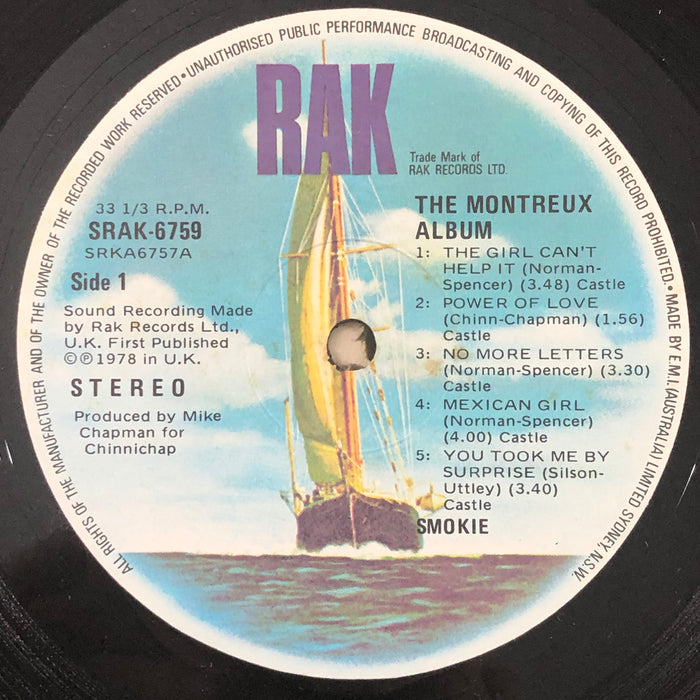 ALL RIGHTS OF THE MANUFACTURER AND OF THE OWNER OF THE RECORDED WORK RESERVED•UNAUTHORISED PUBLIC PERFORMANCE BROADCASTING AND COPYING OF THIS RECORD PROHIBITED.•MADE BY E.M.I. (AUSTRALIA) LIMITED SYDNEY, N.S.W.
RAK
Trade Mark of
RAK RECORDS LTD.
33 1/3 R.P.M.
SRAK-6759
SRKA6757A
Side 1
Sound Recording Made
by Rak Records Ltd.,
U.K. First Published
©℗1978 in U.K.
STEREO
Produced by Mike
Chapman for
Chinnichap
THE MONTREUX
ALBUM
1: THE GIRL CAN'T
HELP IT (Norman-
Spencer) (3.48) Castle
2: POWER OF LOVE
(Chinn-Chapman) (1.56)
Castle
3: NO MORE LETTERS
(Norman-Spencer) (3.30)
Castle
4: MEXICAN GIRL
(Norman-Spencer)
(4.00) Castle
5: YOU TOOK ME BY
SURPRISE (Silson-
Uttley) (3.40)
Castle
SMOKIE